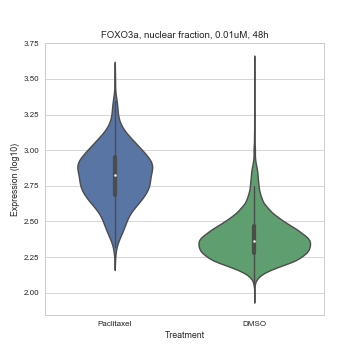 FOXO3a, nuclear fraction, 0.01uM, 48h
3.75
3.50
3.25
3.00
2.75
2.50
2.25
2.00
Expression (log10)
Paclitaxel
DMSO
Treatment